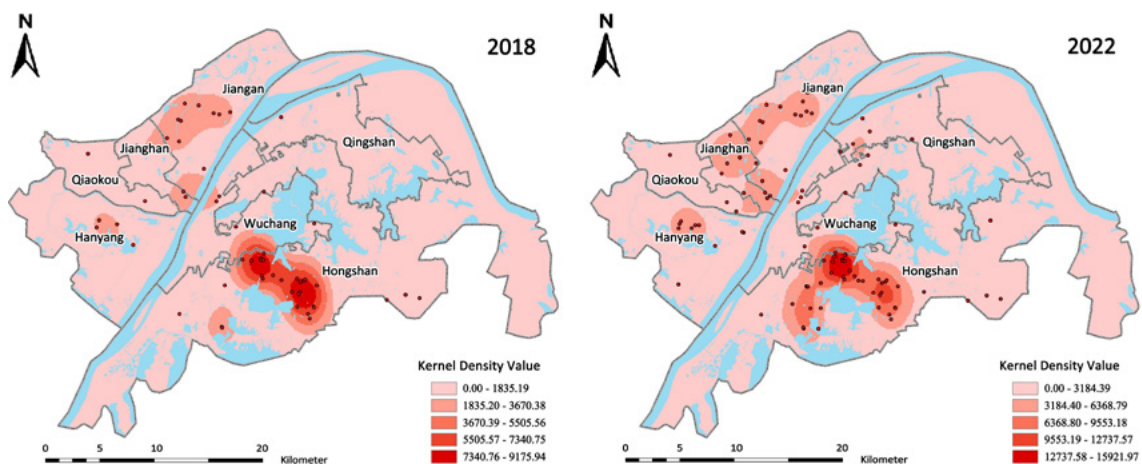 N
2018
Jiangan
Jianghan
Qingshan
Qiaokou
Wuchang
Hanyang
Hongshan
Kernel Density Value
0.00 - 1835.19
1835.20 - 3670.38
3670.39 - 5505.56
5505.57 - 7340.75
7340.76 - 9175.94
0 5 10 20
Kilometer
N
2022
Jiangan
Jianghan
Qingshan
Qiaokou
Wuchang
Hanyang
Hongshan
Kernel Density Value
0.00 - 3184.39
3184.40 - 6368.79
6368.80 - 9553.18
9553.19 - 12737.57
12737.58 - 15921.97
0 5 10 20
Kilometer